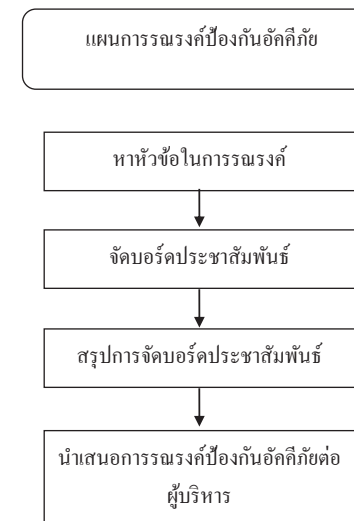 แผนการรณรงค์ป้องกันอัคคีภัย
หาหัวข้อในการรณรงค์
จัดบอร์ดประชาสัมพันธ์
สรุปการจัดบอร์ดประชาสัมพันธ์
นำเสนอการรณรงค์ป้องกันอัคคีภัยต่อ
ผู้บริหาร